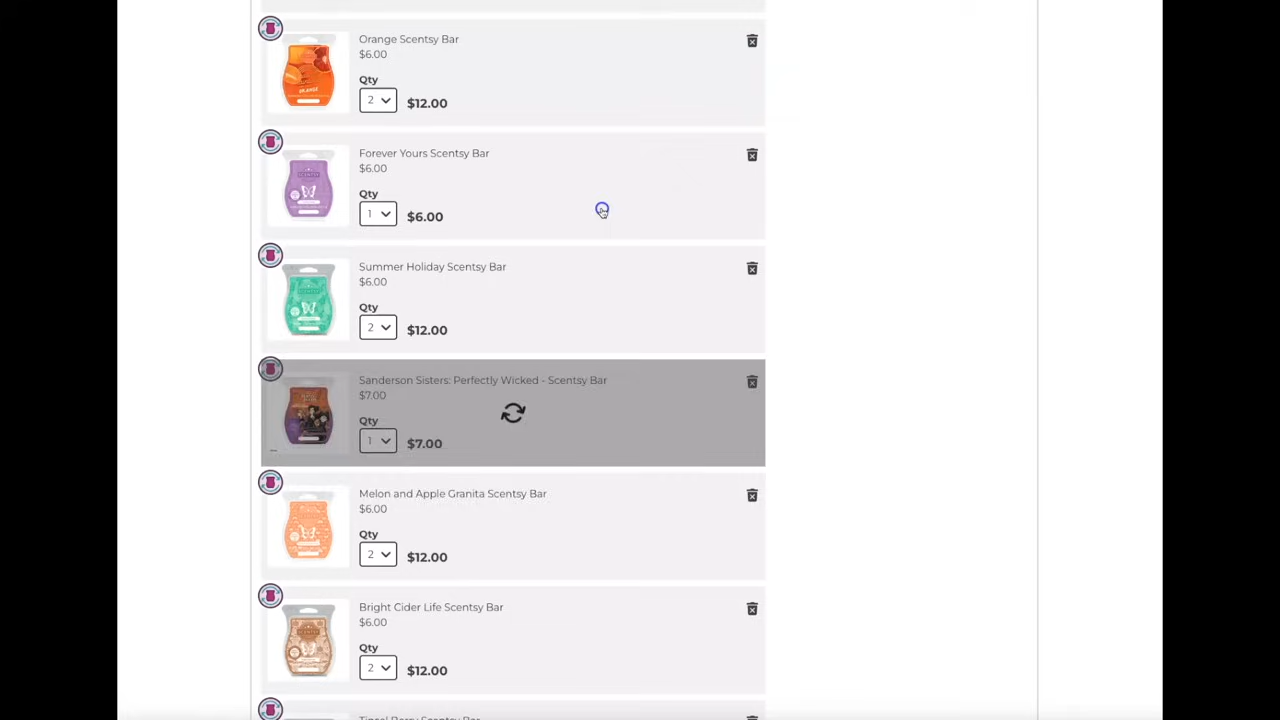 Orange Scentsy Bar
$6.00
Qty
2 $12.00
Forever Yours Scentsy Bar
$6.00
Qty
1 $6.00
Summer Holiday Scentsy Bar
$6.00
Qty
2 $12.00
Sanderson Sisters: Perfectly Wicked - Scentsy Bar
$7.00
Qty
1 $7.00
Melon and Apple Granita Scentsy Bar
$6.00
Qty
2 $12.00
Bright Cider Life Scentsy Bar
$6.00
Qty
2 $12.00